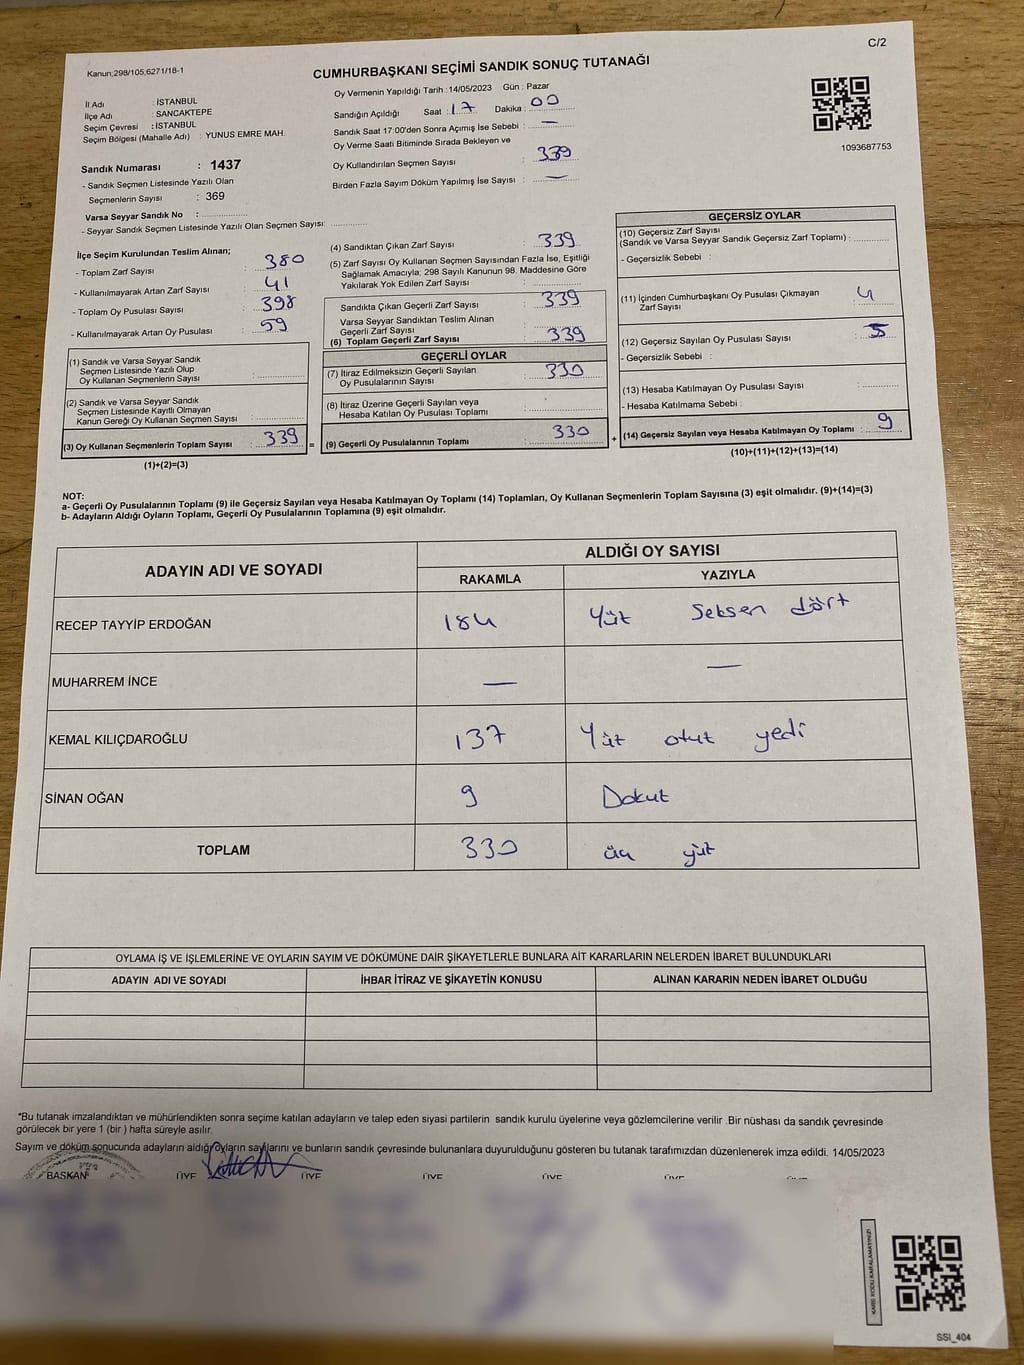 C/2
Kanun;298/105,6271/18-1
CUMHURBAŞKANI SEÇİMİ SANDIK SONUÇ TUTANAĞI
İl Adı : İSTANBUL
İlçe Adı : SANCAKTEPE
Seçim Çevresi : İSTANBUL
Seçim Bölgesi (Mahalle Adı) : YUNUS EMRE MAH.
Sandık Numarası : 1437
- Sandık Seçmen Listesinde Yazılı Olan
Seçmenlerin Sayısı : 369
Varsa Seyyar Sandık No :
- Seyyar Sandık Seçmen Listesinde Yazılı Olan Seçmen Sayısı:
Oy Vermenin Yapıldığı Tarih : 14/05/2023 Gün : Pazar
Sandığın Açıldığı Saat : 17 Dakika : 00
Sandık Saat 17:00'den Sonra Açımış İse Sebebi : —
Oy Verme Saati Bitiminde Sırada Bekleyen ve
Oy Kullandırılan Seçmen Sayısı : 339
Birden Fazla Sayım Döküm Yapılmış İse Sayısı : —
1093687753
İlçe Seçim Kurulundan Teslim Alınan;
- Toplam Zarf Sayısı : 380
- Kullanılmayarak Artan Zarf Sayısı : 41
- Toplam Oy Pusulası Sayısı : 398
- Kullanılmayarak Artan Oy Pusulası : 59
(1) Sandık ve Varsa Seyyar Sandık
Seçmen Listesinde Yazılı Olup
Oy Kullanan Seçmenlerin Sayısı :
(2) Sandık ve Varsa Seyyar Sandık
Seçmen Listesinde Kayıtlı Olmayan
Kanun Gereği Oy Kullanan Seçmen Sayısı :
(3) Oy Kullanan Seçmenlerin Toplam Sayısı : 339 =
(1)+(2)=(3)
(4) Sandıktan Çıkan Zarf Sayısı : 339
(5) Zarf Sayısı Oy Kullanan Seçmen Sayısından Fazla İse, Eşitliği
Sağlamak Amacıyla; 298 Sayılı Kanunun 98. Maddesine Göre
Yakılarak Yok Edilen Zarf Sayısı :
Sandıkta Çıkan Geçerli Zarf Sayısı : 339
Varsa Seyyar Sandıktan Teslim Alınan
Geçerli Zarf Sayısı :
(6) Toplam Geçerli Zarf Sayısı : 339
GEÇERLİ OYLAR
(7) İtiraz Edilmeksizin Geçerli Sayılan
Oy Pusulalarının Sayısı : 330
(8) İtiraz Üzerine Geçerli Sayılan veya
Hesaba Katılan Oy Pusulası Toplamı :
(9) Geçerli Oy Pusulalarının Toplamı : 330 +
GEÇERSİZ OYLAR
(10) Geçersiz Zarf Sayısı
(Sandık ve Varsa Seyyar Sandık Geçersiz Zarf Toplamı) :
- Geçersizlik Sebebi :
(11) İçinden Cumhurbaşkanı Oy Pusulası Çıkmayan
Zarf Sayısı : 4
(12) Geçersiz Sayılan Oy Pusulası Sayısı : 5
- Geçersizlik Sebebi :
(13) Hesaba Katılmayan Oy Pusulası Sayısı :
- Hesaba Katılmama Sebebi :
(14) Geçersiz Sayılan veya Hesaba Katılmayan Oy Toplamı : 9
(10)+(11)+(12)+(13)=(14)
NOT:
a- Geçerli Oy Pusulalarının Toplamı (9) ile Geçersiz Sayılan veya Hesaba Katılmayan Oy Toplamı (14) Toplamları, Oy Kullanan Seçmenlerin Toplam Sayısına (3) eşit olmalıdır. (9)+(14)=(3)
b- Adayların Aldığı Oyların Toplamı, Geçerli Oy Pusulalarının Toplamına (9) eşit olmalıdır.
ADAYIN ADI VE SOYADI
ALDIĞI OY SAYISI
RAKAMLA YAZIYLA
RECEP TAYYİP ERDOĞAN 184 Yüz Seksen dört
MUHARREM İNCE — —
KEMAL KILIÇDAROĞLU 137 Yüz otuz yedi
SİNAN OĞAN 9 Dokuz
TOPLAM 330 üç yüz
OYLAMA İŞ VE İŞLEMLERİNE VE OYLARIN SAYIM VE DÖKÜMÜNE DAİR ŞİKAYETLERLE BUNLARA AİT KARARLARIN NELERDEN İBARET BULUNDUKLARI
ADAYIN ADI VE SOYADI İHBAR İTİRAZ VE ŞİKAYETİN KONUSU ALINAN KARARIN NEDEN İBARET OLDUĞU
*Bu tutanak imzalandıktan ve mühürlendikten sonra seçime katılan adayların ve talep eden siyasi partilerin sandık kurulu üyelerine veya gözlemcilerine verilir. Bir nüshası da sandık çevresinde
görülecek bir yere 1 (bir ) hafta süreyle asılır.
Sayım ve döküm sonucunda adayların aldığı oyların sayılarını ve bunların sandık çevresinde bulunanlara duyurulduğunu gösteren bu tutanak tarafımızdan düzenlenerek imza edildi. 14/05/2023
BAŞKAN ÜYE ÜYE ÜYE ÜYE ÜYE ÜYE
KARE KODU KARALAMAYINIZ!
SSI_404